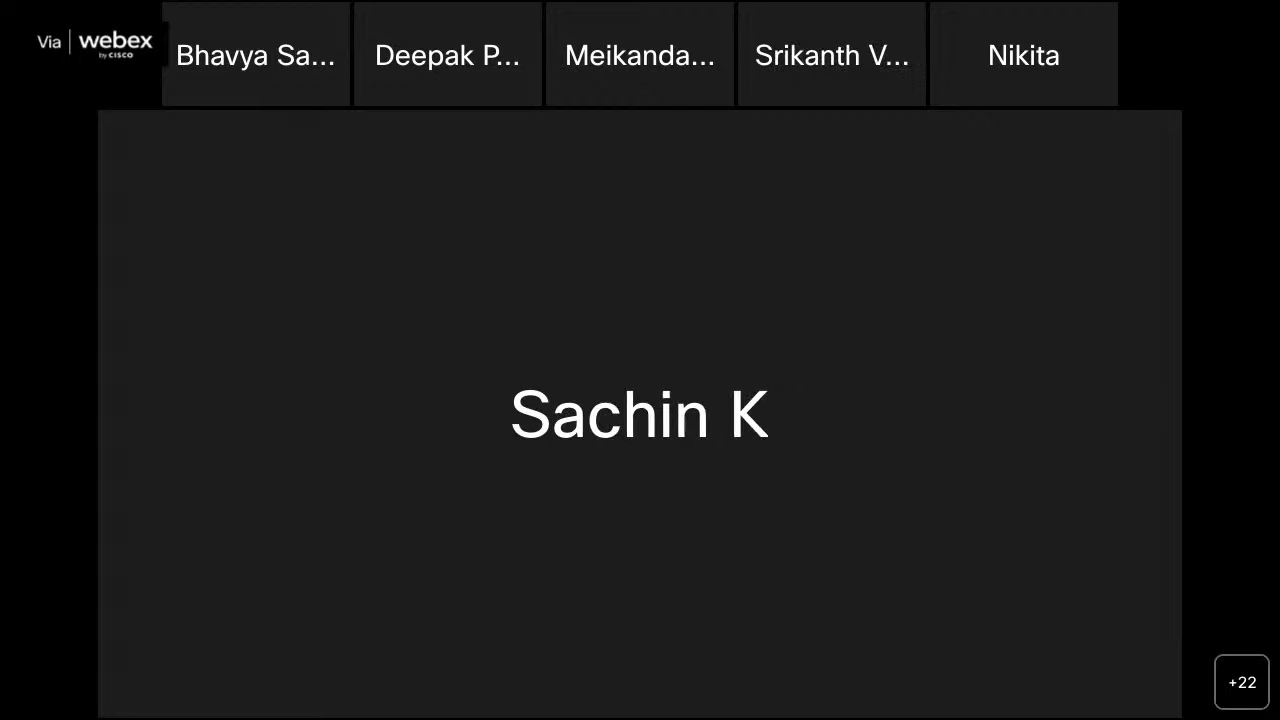 Via | webex
by CISCO
Bhavya Sa...
Deepak P...
Meikanda...
Srikanth V...
Nikita
Sachin K
+22